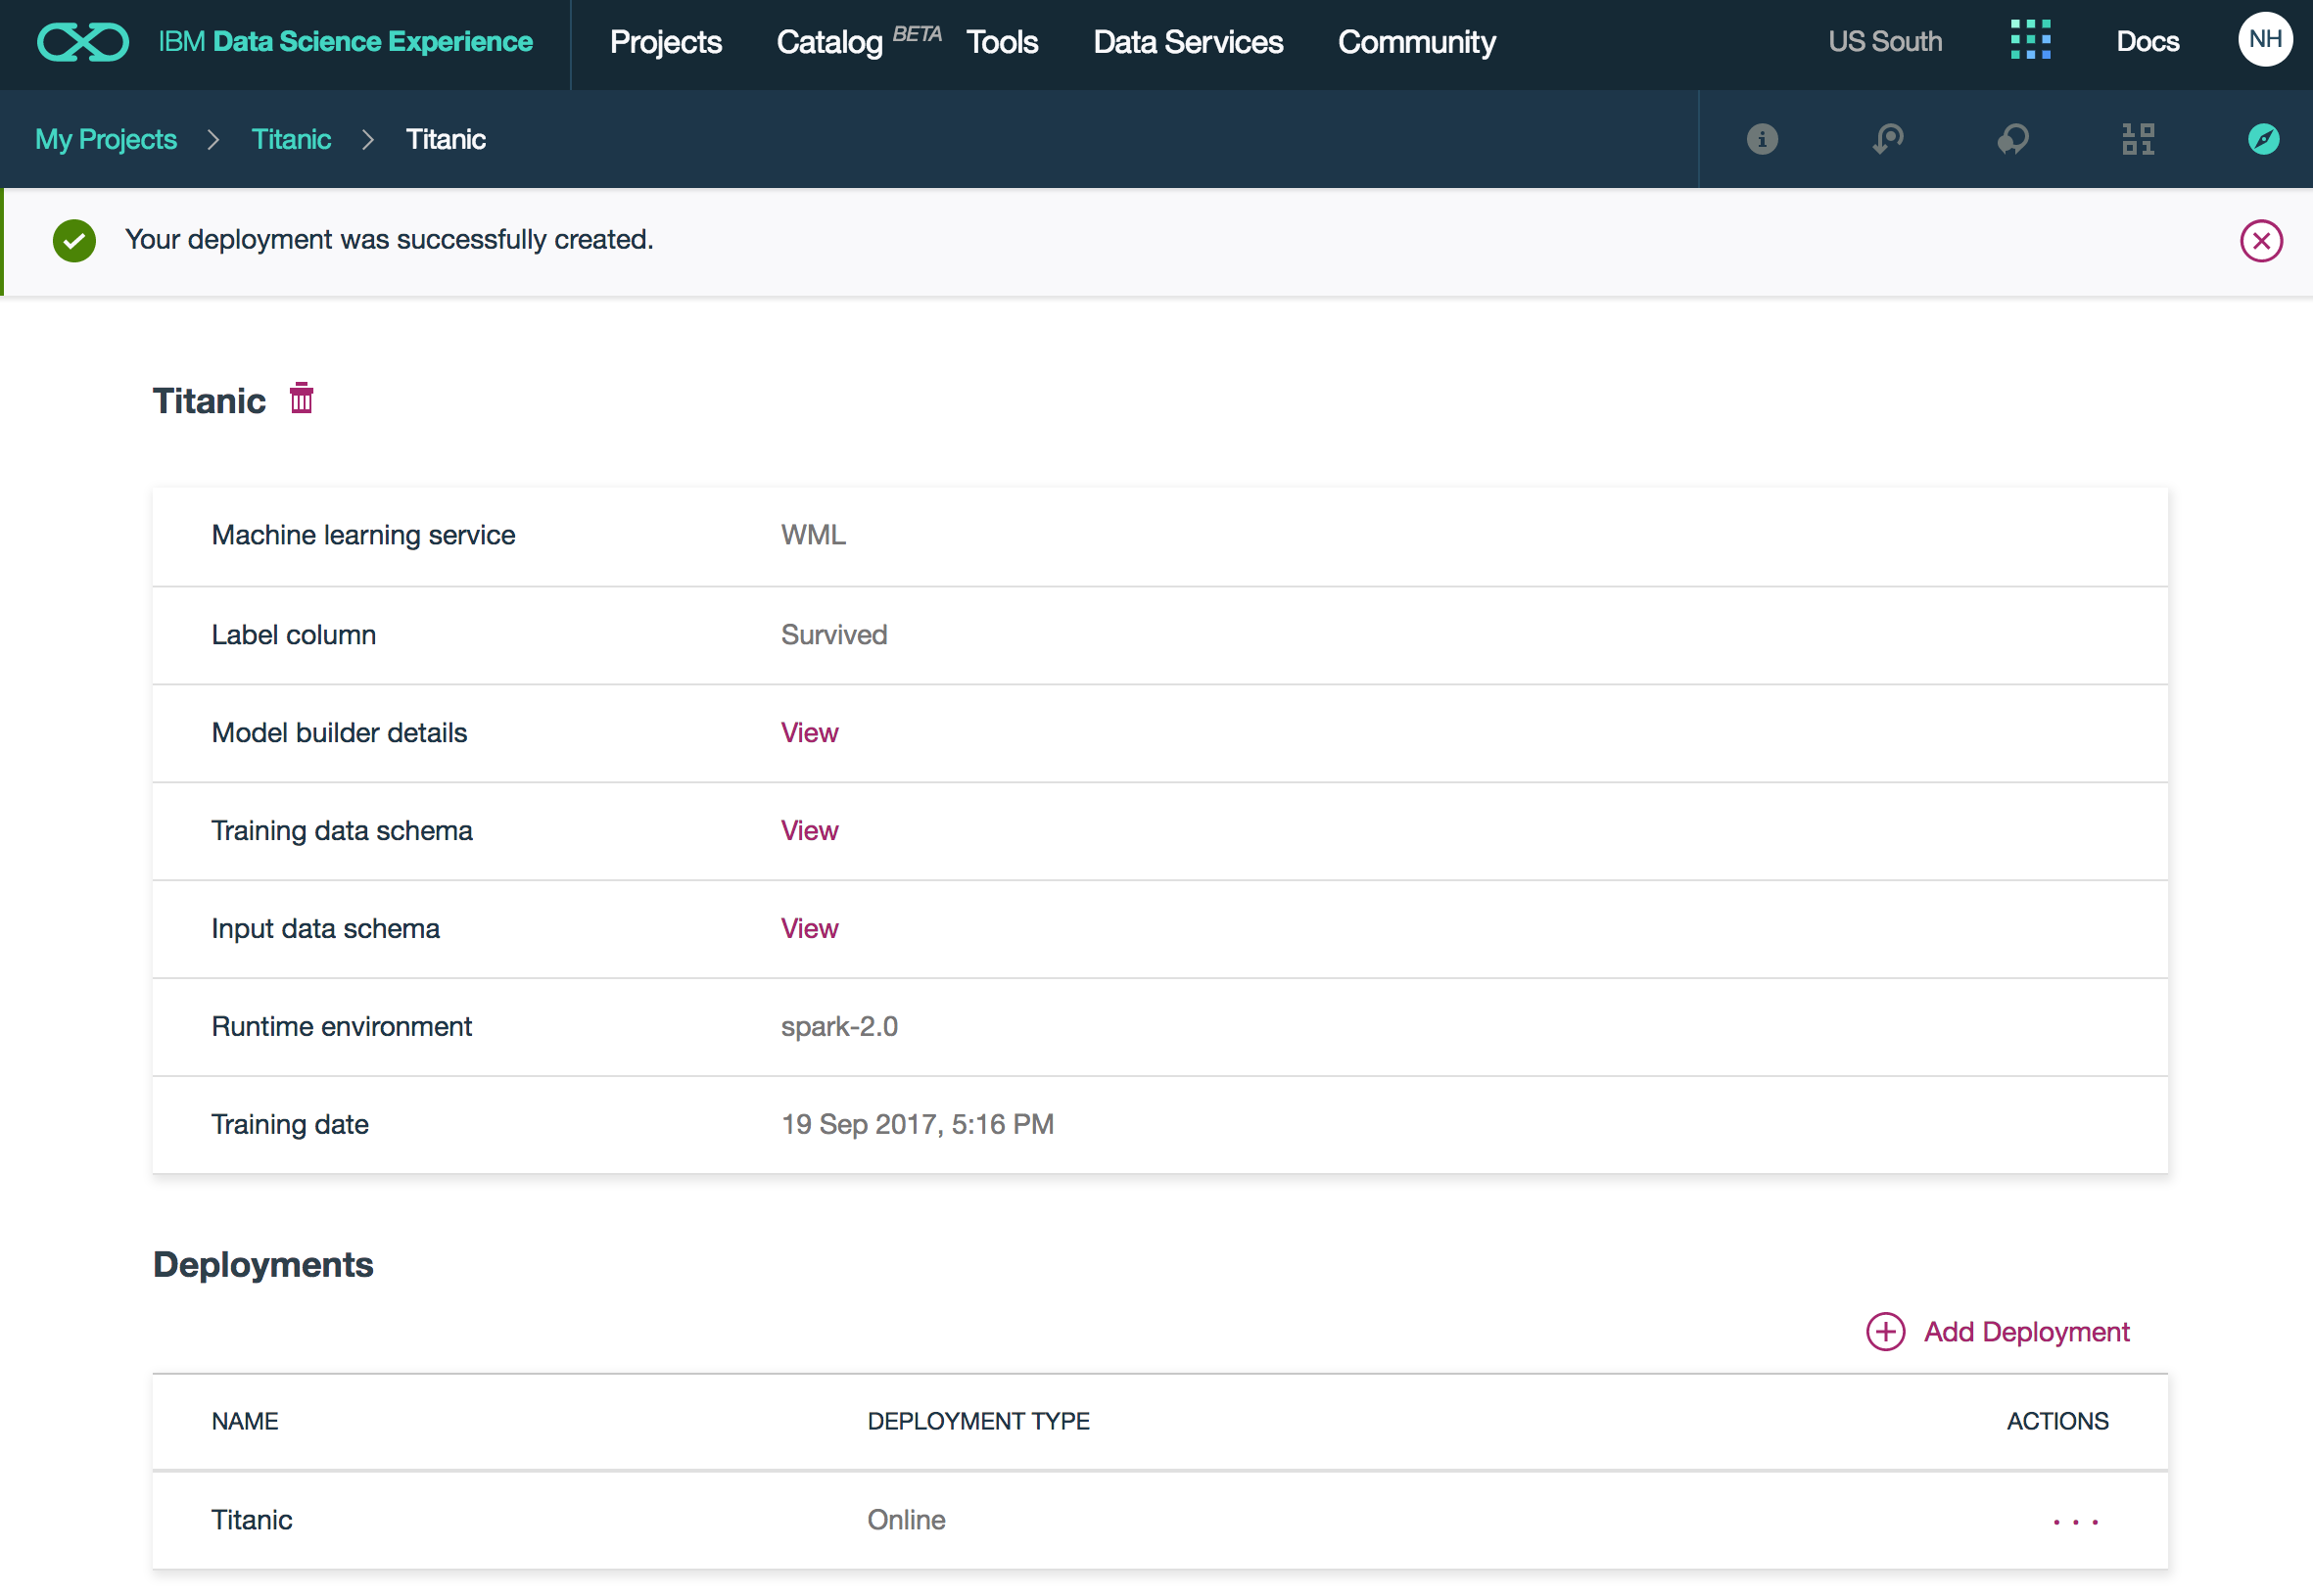 IBM Data Science Experience Projects Catalog BETA Tools Data Services Community US South Docs NH
My Projects > Titanic > Titanic
Your deployment was successfully created.
Titanic
Machine learning service WML
Label column Survived
Model builder details View
Training data schema View
Input data schema View
Runtime environment spark-2.0
Training date 19 Sep 2017, 5:16 PM
Deployments
Add Deployment
NAME DEPLOYMENT TYPE ACTIONS
Titanic Online ...